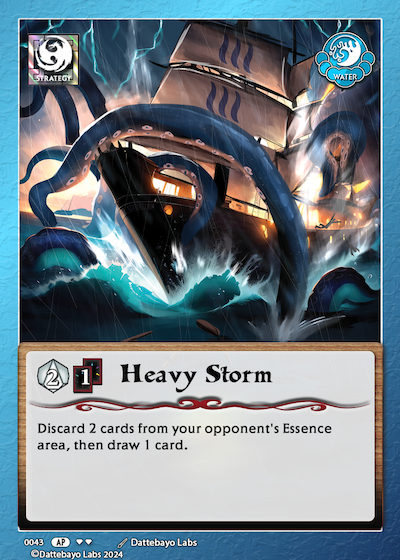 STRATEGY
WATER
2 1 Heavy Storm
Discard 2 cards from your opponent's Essence
area, then draw 1 card.
0043 AP Dattebayo Labs
©Dattebayo Labs 2024